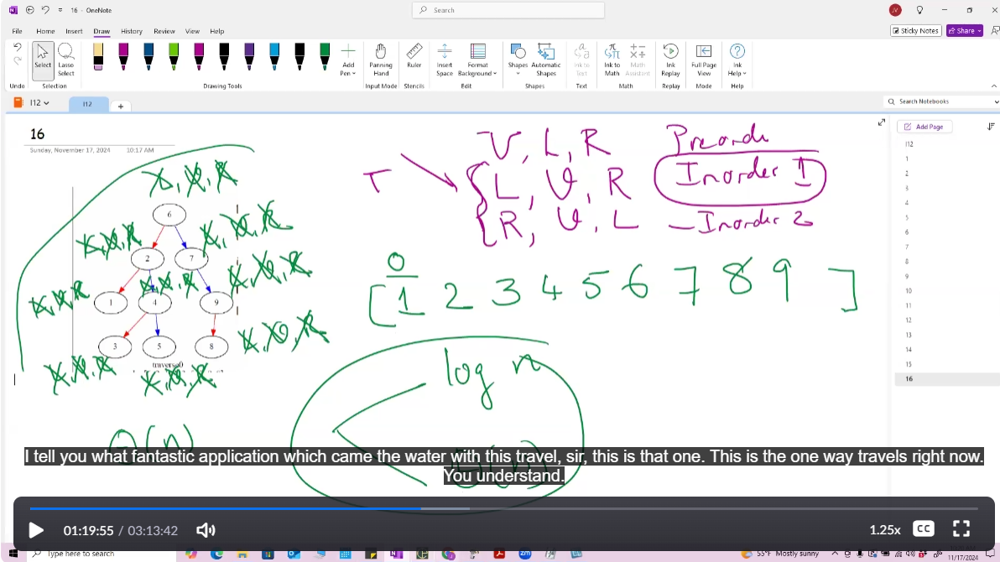 16 - OneNote
Search
JV
File Home Insert Draw History Review View Help
Sticky Notes Share
Undo
Select
Lasso Select
Add Pen
Panning Hand
Ruler
Insert Space
Format Background
Shapes
Automatic Shapes
Ink to Text
Ink to Math
Math Assistant
Ink Replay
Full Page View
Ink Help
Undo Selection Drawing Tools Input Mode Stencils Edit Shapes Text Math Replay Mode Help
I12 I12 + Search Notebooks
Add Page
16
Sunday, November 17, 2024 10:17 AM
V, L, R Preorde
L, V, R Inorder 1
R, V, L - Inorder 2
6
2 7
1 4 9
3 5 8
traverse0
0
[ 1 2 3 4 5 6 7 8 9 ]
log n
I12
1
2
3
4
5
6
7
8
9
10
11
12
13
14
15
16
I tell you what fantastic application which came the water with this travel, sir, this is that one. This is the one way travels right now.
You understand.
01:19:55 / 03:13:42 1.25x CC
Type here to search
55°F Mostly sunny
11/17/2024